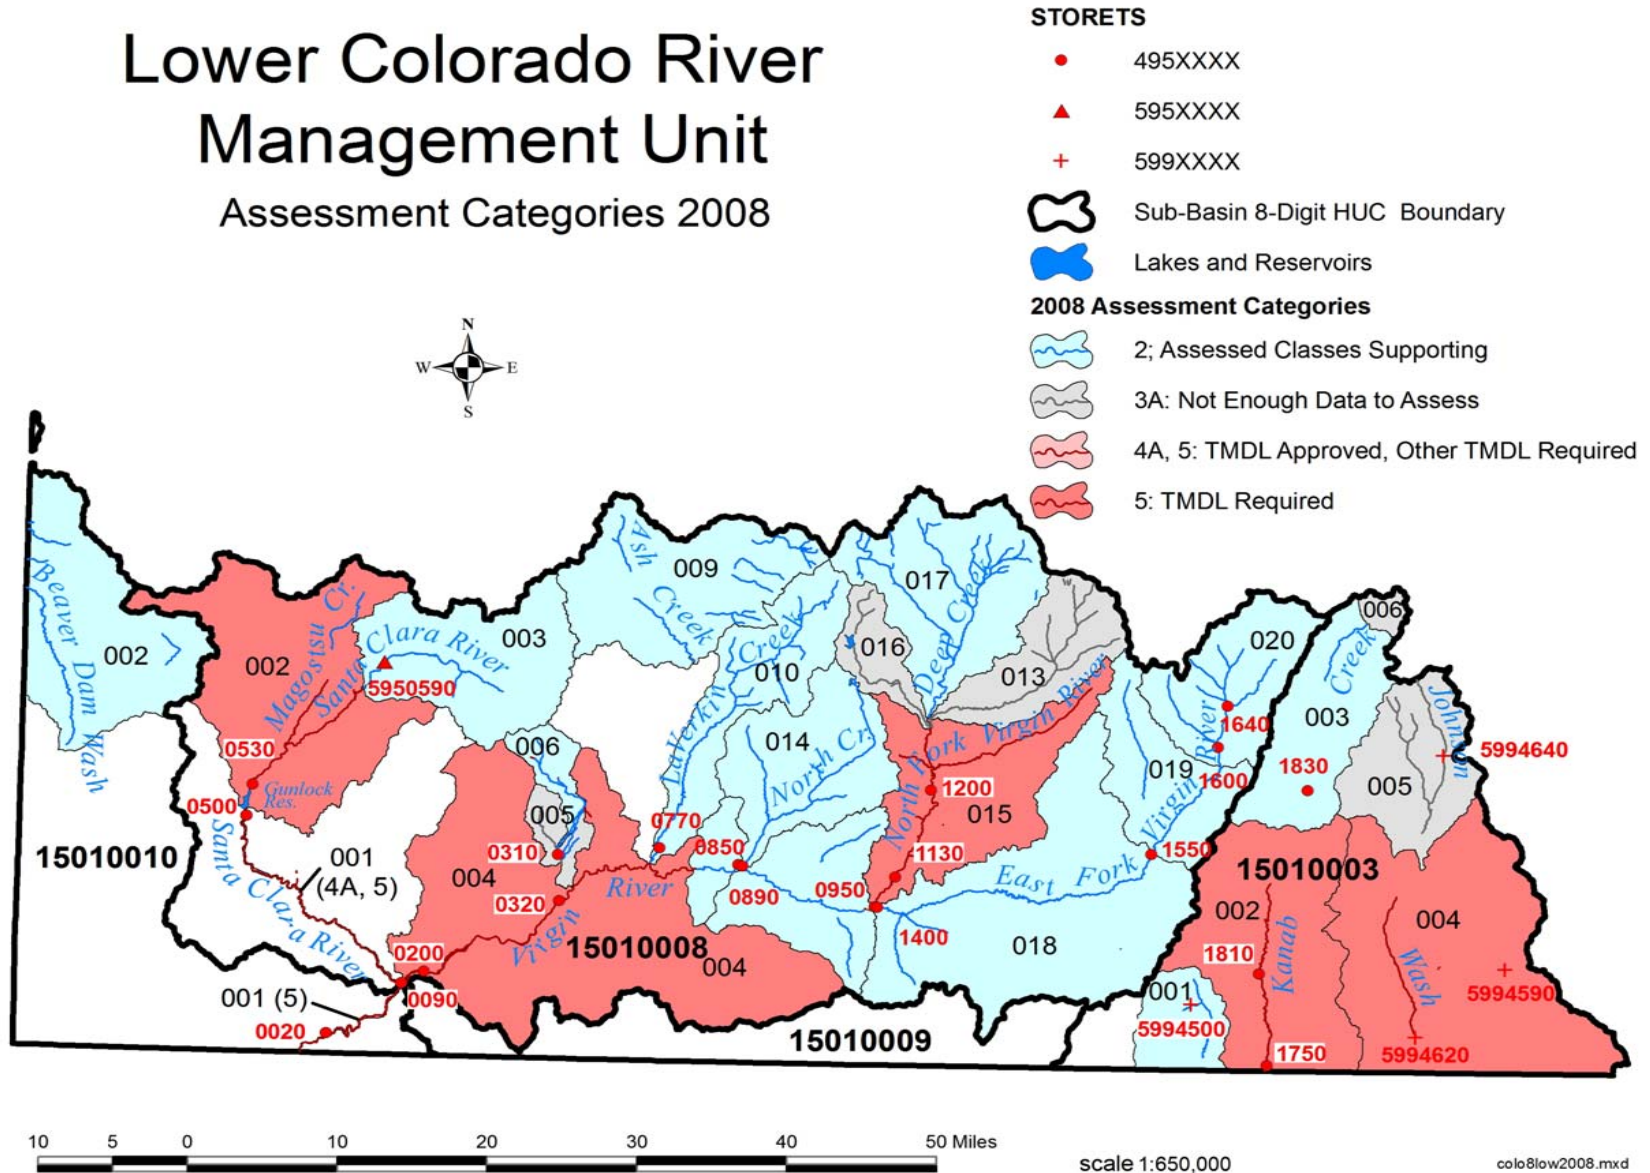 Lower Colorado River
Management Unit
Assessment Categories 2008
STORETS
495XXXX
595XXXX
599XXXX
Sub-Basin 8-Digit HUC Boundary
Lakes and Reservoirs
2008 Assessment Categories
2; Assessed Classes Supporting
3A: Not Enough Data to Assess
4A, 5: TMDL Approved, Other TMDL Required
5: TMDL Required
N
W
E
S
Beaver Dam Wash
002
15010010
002
Magostsu Cr.
Santa Clara River
5950590
003
0530
Gunlock
Res.
0500
Santa Clara River
001
(4A, 5)
001 (5)
0020
0090
0200
004
006
005
0310
0320
Virgin
River
15010008
004
Ash Creek
009
LaVerkin Creek
010
0770
0850
0890
014
North Cr.
016
017
Deep Creek
013
North Fork Virgin River
1200
015
1130
0950
1400
East Fork
Virgin River
018
019
020
1640
1600
1550
15010009
006
Creek
003
1830
005
Johnson
5994640
15010003
002
1810
Kanab
1750
001
5994500
004
Wash
5994590
5994620
10 5 0 10 20 30 40 50 Miles
scale 1:650,000
colo8low2008.mxd